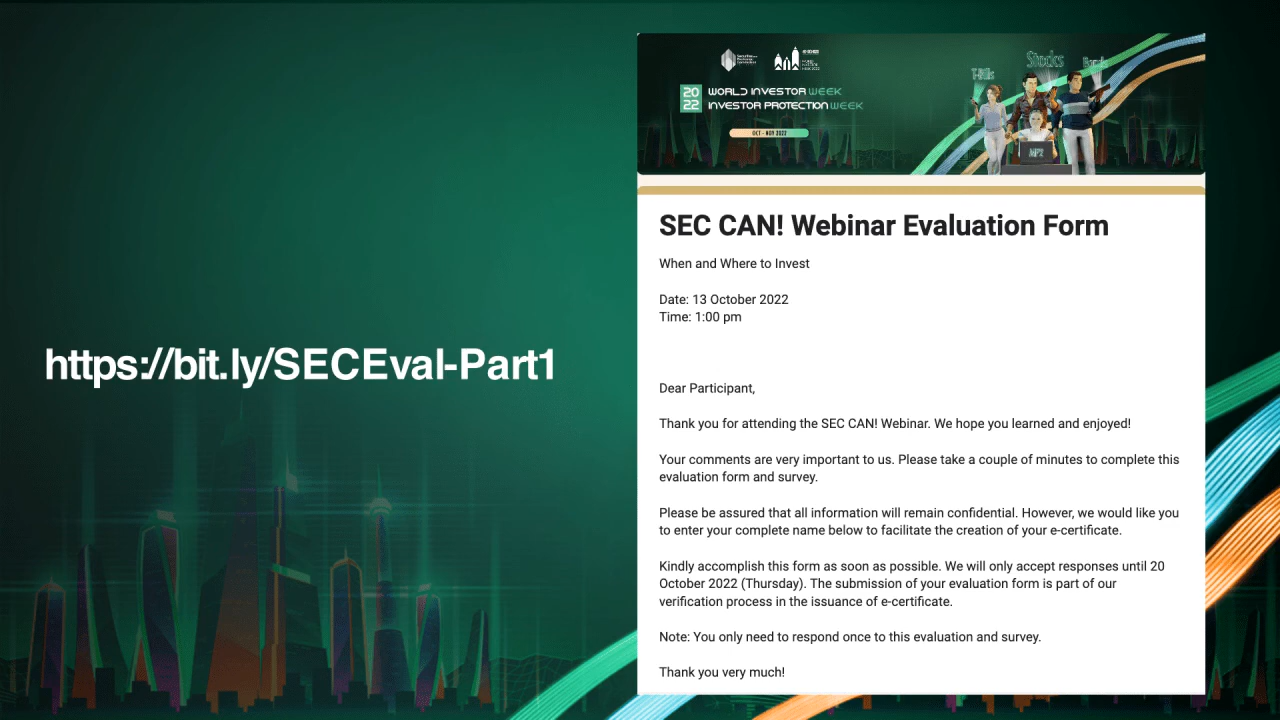 https://bit.ly/SECEval-Part1
Securities and
Exchange
Commission
2022
WORLD INVESTOR WEEK
INVESTOR PROTECTION WEEK
OCT - NOV 2022
T-Bills
Stocks
Bonds
MP2
SEC CAN! Webinar Evaluation Form
When and Where to Invest
Date: 13 October 2022
Time: 1:00 pm
Dear Participant,
Thank you for attending the SEC CAN! Webinar. We hope you learned and enjoyed!
Your comments are very important to us. Please take a couple of minutes to complete this
evaluation form and survey.
Please be assured that all information will remain confidential. However, we would like you
to enter your complete name below to facilitate the creation of your e-certificate.
Kindly accomplish this form as soon as possible. We will only accept responses until 20
October 2022 (Thursday). The submission of your evaluation form is part of our
verification process in the issuance of e-certificate.
Note: You only need to respond once to this evaluation and survey.
Thank you very much!